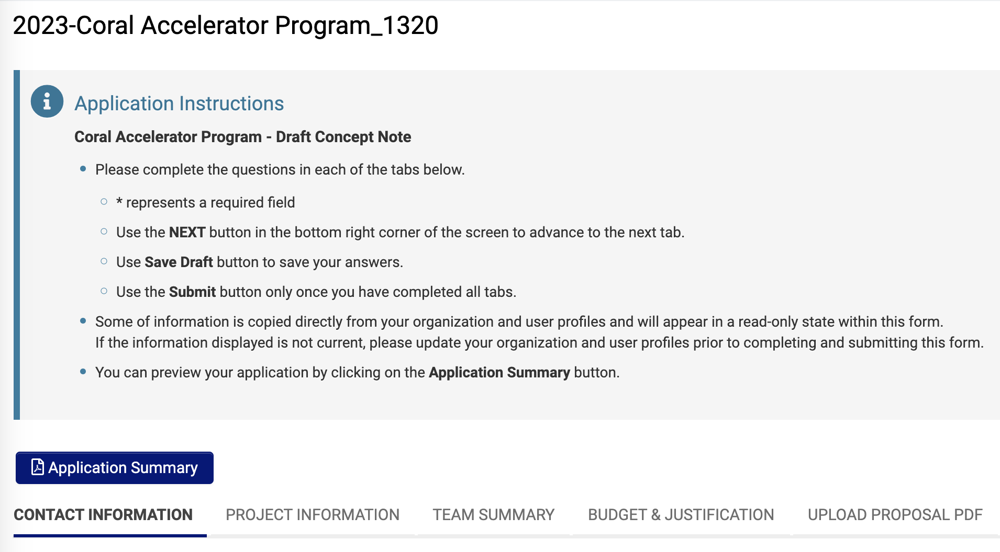 2023-Coral Accelerator Program_1320
Application Instructions
Coral Accelerator Program - Draft Concept Note
Please complete the questions in each of the tabs below.
* represents a required field
Use the NEXT button in the bottom right corner of the screen to advance to the next tab.
Use Save Draft button to save your answers.
Use the Submit button only once you have completed all tabs.
Some of information is copied directly from your organization and user profiles and will appear in a read-only state within this form.
If the information displayed is not current, please update your organization and user profiles prior to completing and submitting this form.
You can preview your application by clicking on the Application Summary button.
Application Summary
CONTACT INFORMATION PROJECT INFORMATION TEAM SUMMARY BUDGET & JUSTIFICATION UPLOAD PROPOSAL PDF